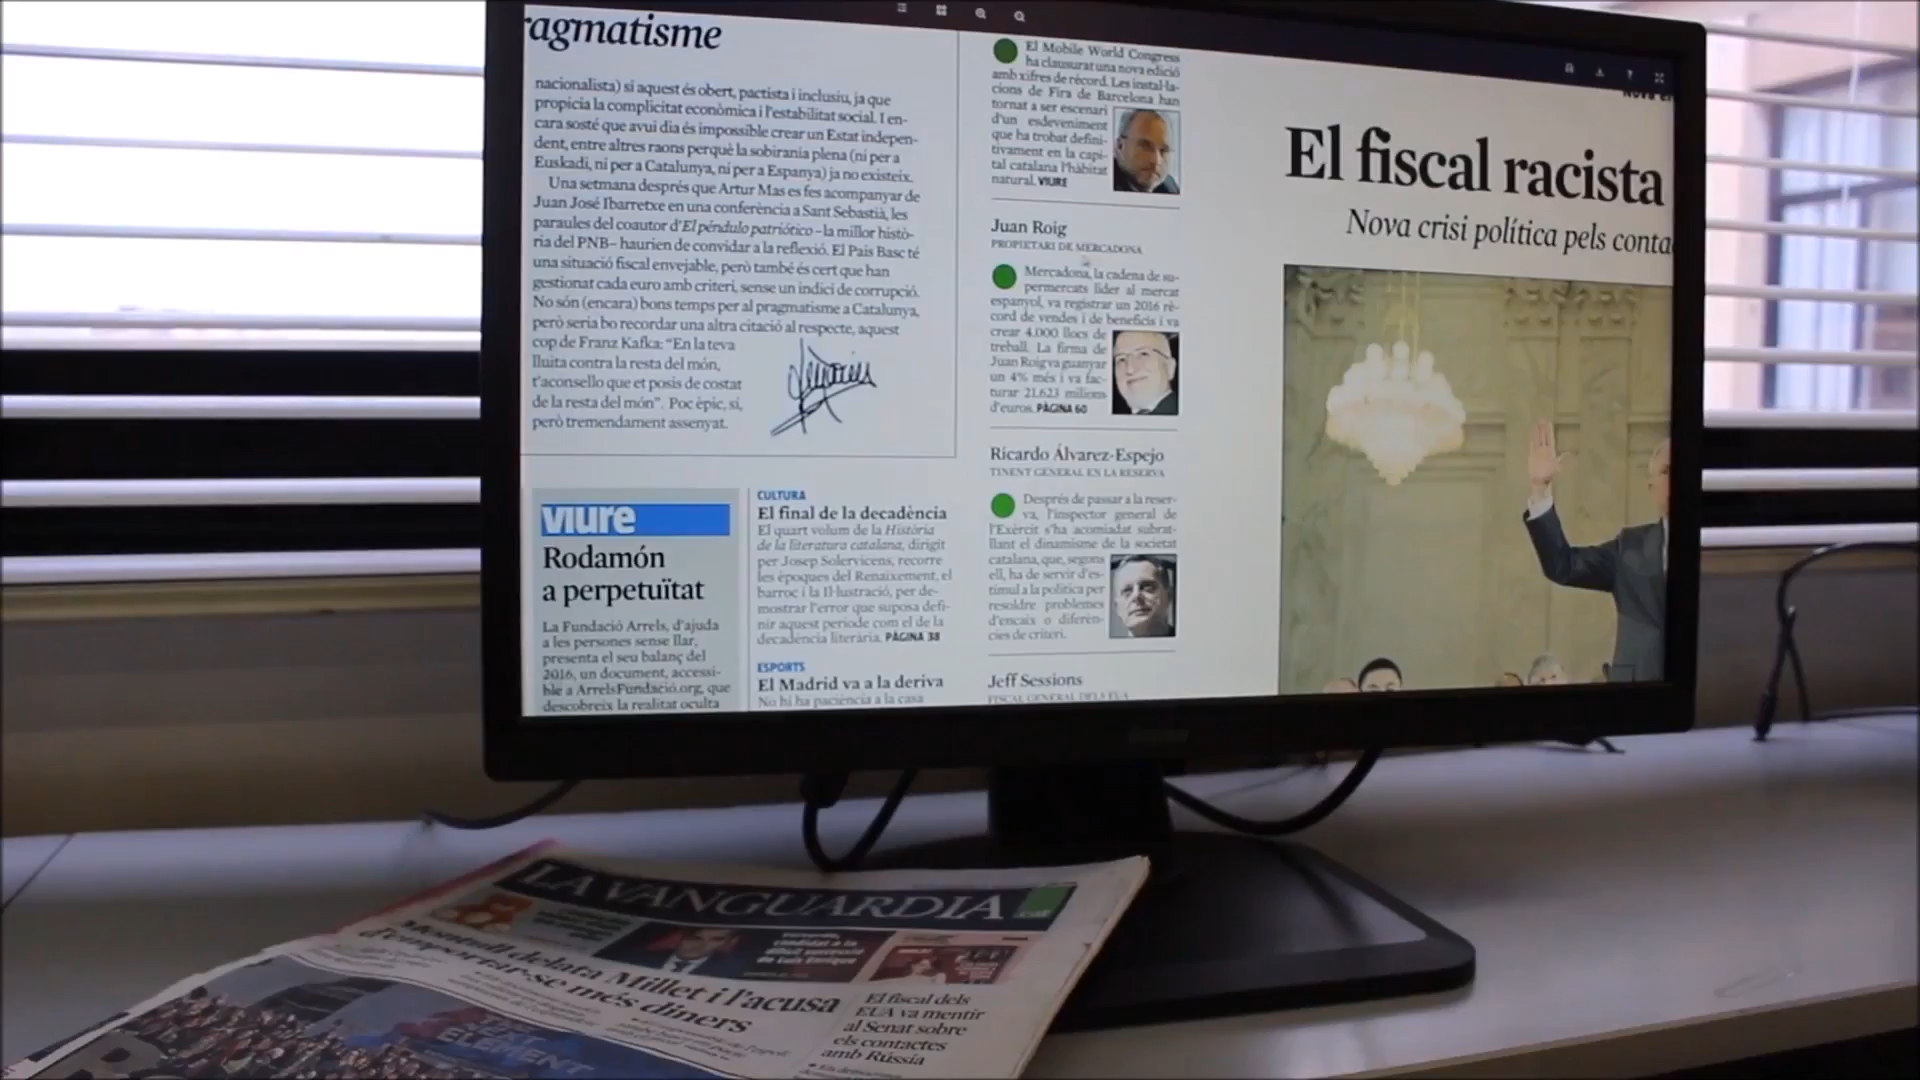 ragmatisme
nacionalista) si aquest és obert, pactista i inclusiu, ja que
propicia la complicitat econòmica i l'estabilitat social. I en-
cara sosté que avui dia és impossible crear un Estat indepen-
dent, entre altres raons perquè la sobirania plena (ni per a
Euskadi, ni per a Catalunya, ni per a Espanya) ja no existeix.
Una setmana després que Artur Mas es fes acompanyar de
Juan José Ibarretxe en una conferència a Sant Sebastià, les
paraules del coautor d'El péndulo patriótico –la millor histò-
ria del PNB– haurien de convidar a la reflexió. El País Basc té
una situació fiscal envejable, però també és cert que han
gestionat cada euro amb criteri, sense un indici de corrupció.
No són (encara) bons temps per al pragmatisme a Catalunya,
però seria bo recordar una altra citació al respecte, aquest
cop de Franz Kafka: "En la teva
lluita contra la resta del món,
t'aconsello que et posis de costat
de la resta del món". Poc èpic, sí,
però tremendament assenyat.
viure
Rodamón
a perpetuïtat
La Fundació Arrels, d'ajuda
a les persones sense llar,
presenta el seu balanç del
2016, un document, accessi-
ble a ArrelsFundació.org, que
descobreix la realitat oculta
CULTURA
El final de la decadència
El quart volum de la Història
de la literatura catalana, dirigit
per Josep Solervicens, recorre
les èpoques del Renaixement, el
barroc i la Il·lustració, per de-
mostrar l'error que suposa defi-
nir aquest període com el de la
decadència literària. PÀGINA 38
ESPORTS
El Madrid va a la deriva
No hi ha paciència a la casa
El Mobile World Congress
ha clausurat una nova edició
amb xifres de rècord. Les instal·la-
cions de Fira de Barcelona han
tornat a ser escenari
d'un esdeveniment
que ha trobat defini-
tivament en la capi-
tal catalana l'hàbitat
natural. VIURE
Juan Roig
PROPIETARI DE MERCADONA
Mercadona, la cadena de su-
permercats líder al mercat
espanyol, va registrar un 2016 rè-
cord de vendes i de beneficis i va
crear 4.000 llocs de
treball. La firma de
Juan Roig va guanyar
un 4% més i va fac-
turar 21.623 milions
d'euros. PÀGINA 60
Ricardo Álvarez-Espejo
TINENT GENERAL EN LA RESERVA
Després de passar a la reser-
va, l'inspector general de
l'Exèrcit s'ha acomiadat subrat-
llant el dinamisme de la societat
catalana, que, segons
ell, ha de servir d'es-
tímul a la política per
resoldre problemes
d'encaix o diferèn-
cies de criteri.
Jeff Sessions
FISCAL GENERAL DELS EUA
El fiscal racista
Nova crisi política pels conta
LA VANGUARDIA
candidat a la
difícil successió
de Luis Enrique
Montull delata Millet i l'acusa
d'emportar-se més diners
El fiscal dels
EUA va mentir
al Senat sobre
els contactes
amb Rússia